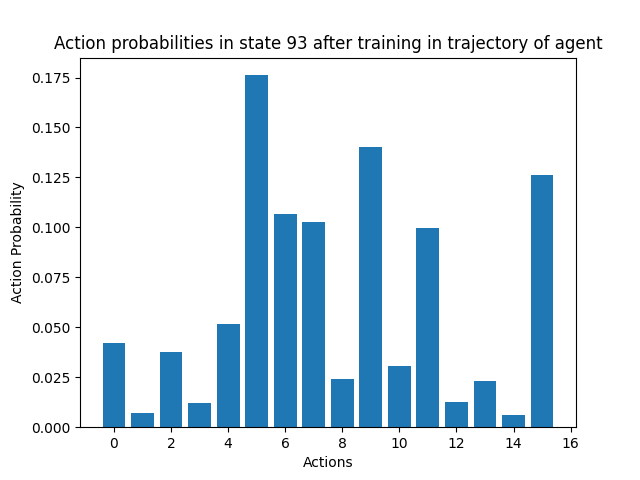 Action probabilities in state 93 after training in trajectory of agent
0.175
0.150
0.125
0.100
0.075
0.050
0.025
0.000
Action Probability
0 2 4 6 8 10 12 14 16
Actions